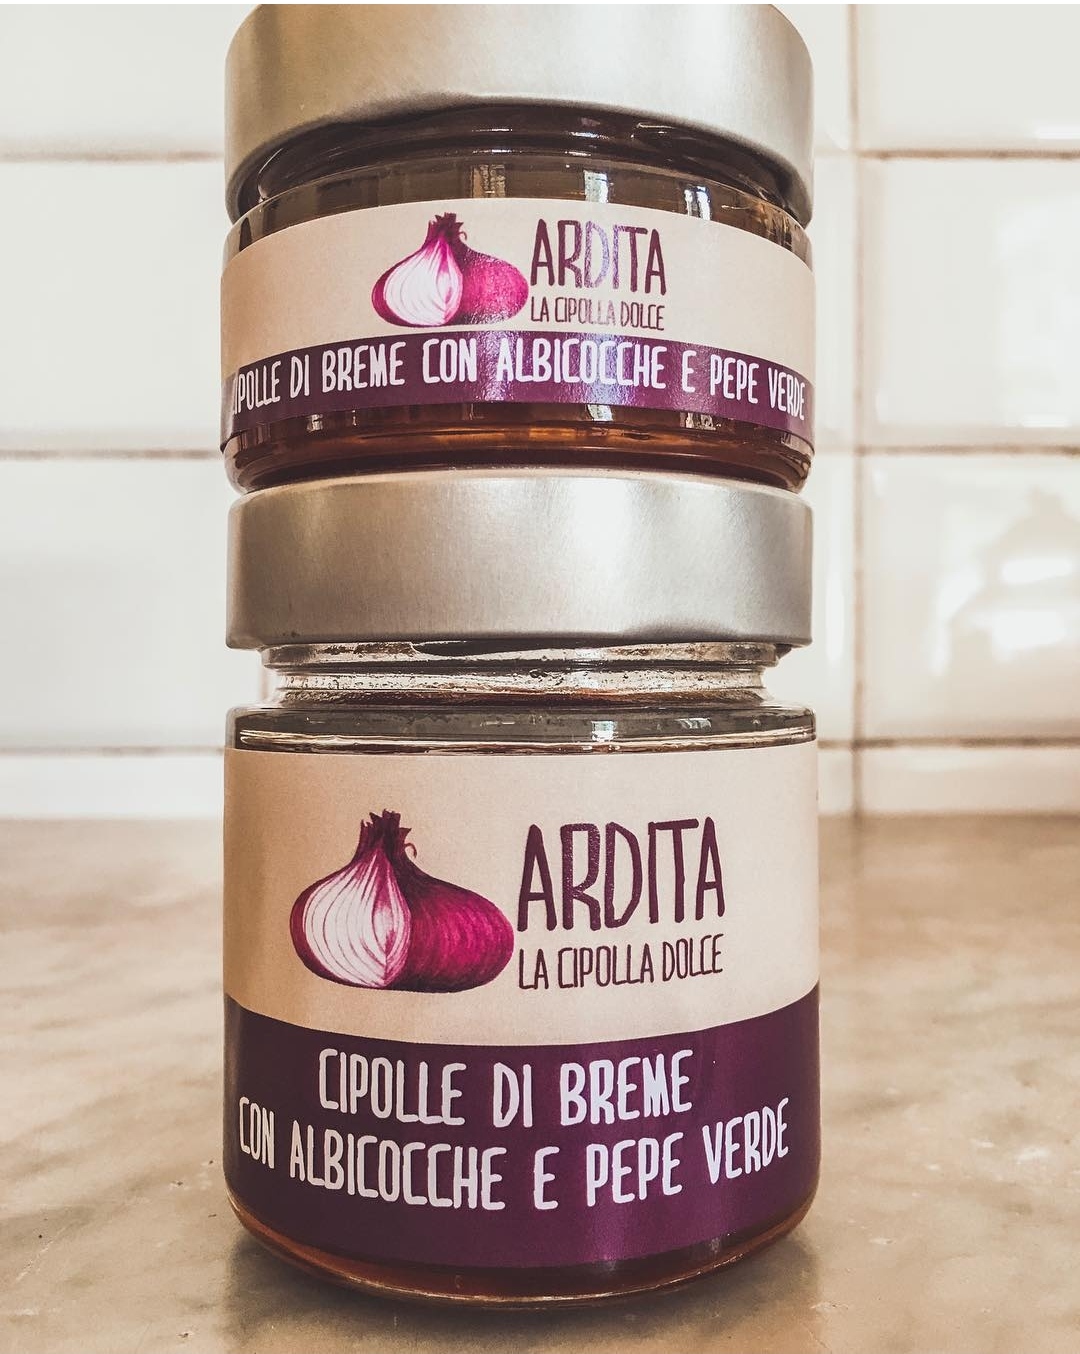 ARDITA
LA CIPOLLA DOLCE
CIPOLLE DI BREME CON ALBICOCCHE E PEPE VERDE
ARDITA
LA CIPOLLA DOLCE
CIPOLLE DI BREME
CON ALBICOCCHE E PEPE VERDE